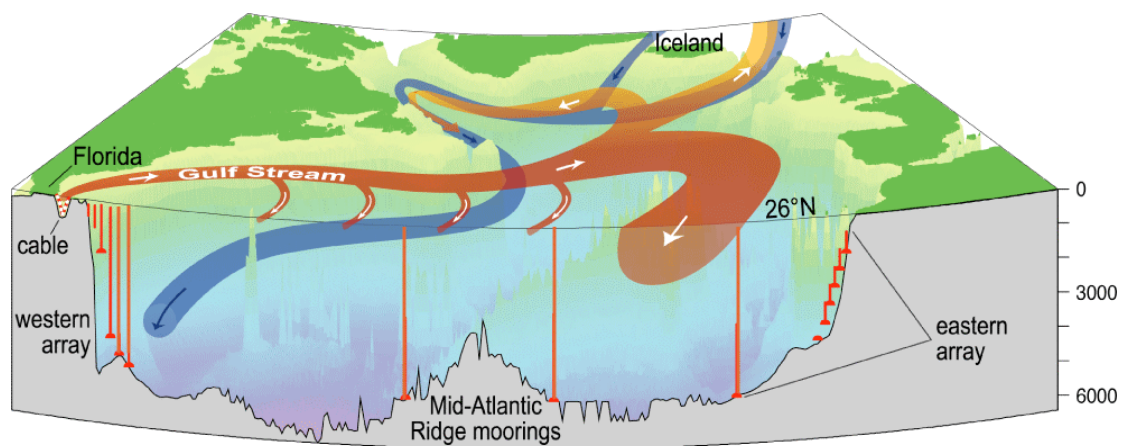 Iceland
Florida
Gulf Stream
26°N
0
cable
3000
western
array
eastern
array
Mid-Atlantic
Ridge moorings
6000